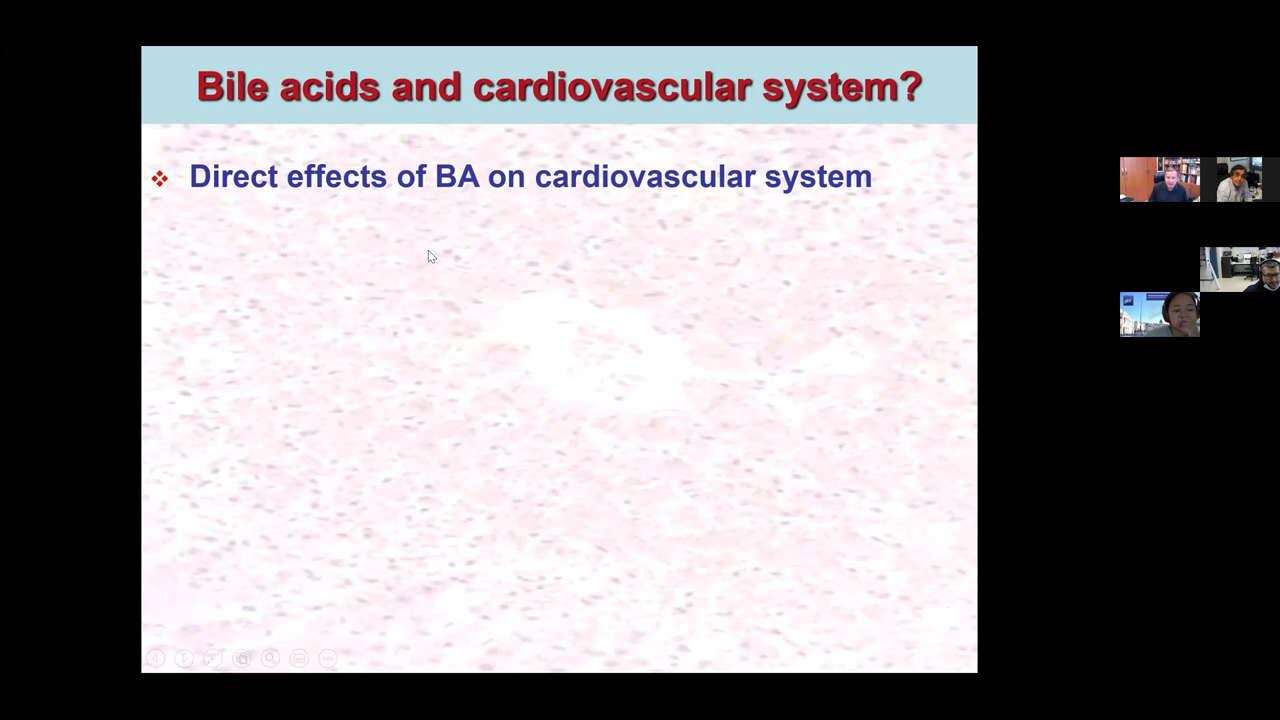 Bile acids and cardiovascular system?
Direct effects of BA on cardiovascular system